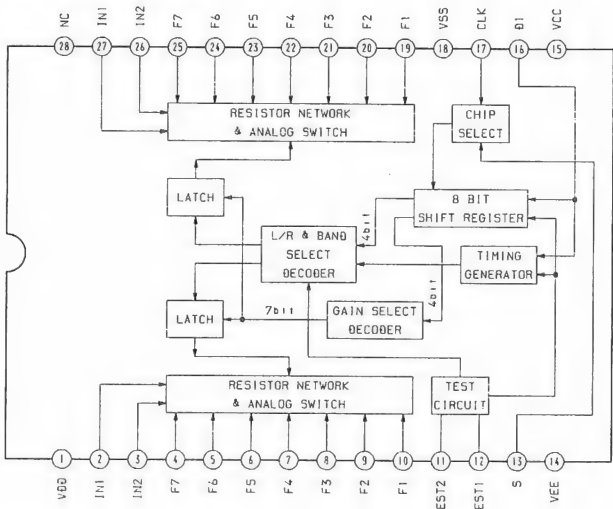 NC IN1 IN2 F7 F6 F5 F4 F3 F2 F1 VSS CLK D1 VCC
28 27 26 25 24 23 22 21 20 19 18 17 16 15
RESISTOR NETWORK
& ANALOG SWITCH
CHIP
SELECT
LATCH
8 BIT
SHIFT REGISTER
4bit
L/R & BAND
SELECT
DECODER
TIMING
GENERATOR
4bit
LATCH
7bit
GAIN SELECT
DECODER
RESISTOR NETWORK
& ANALOG SWITCH
TEST
CIRCUIT
1 2 3 4 5 6 7 8 9 10 11 12 13 14
VDD IN1 IN2 F7 F6 F5 F4 F3 F2 F1 EST2 EST1 S VEE